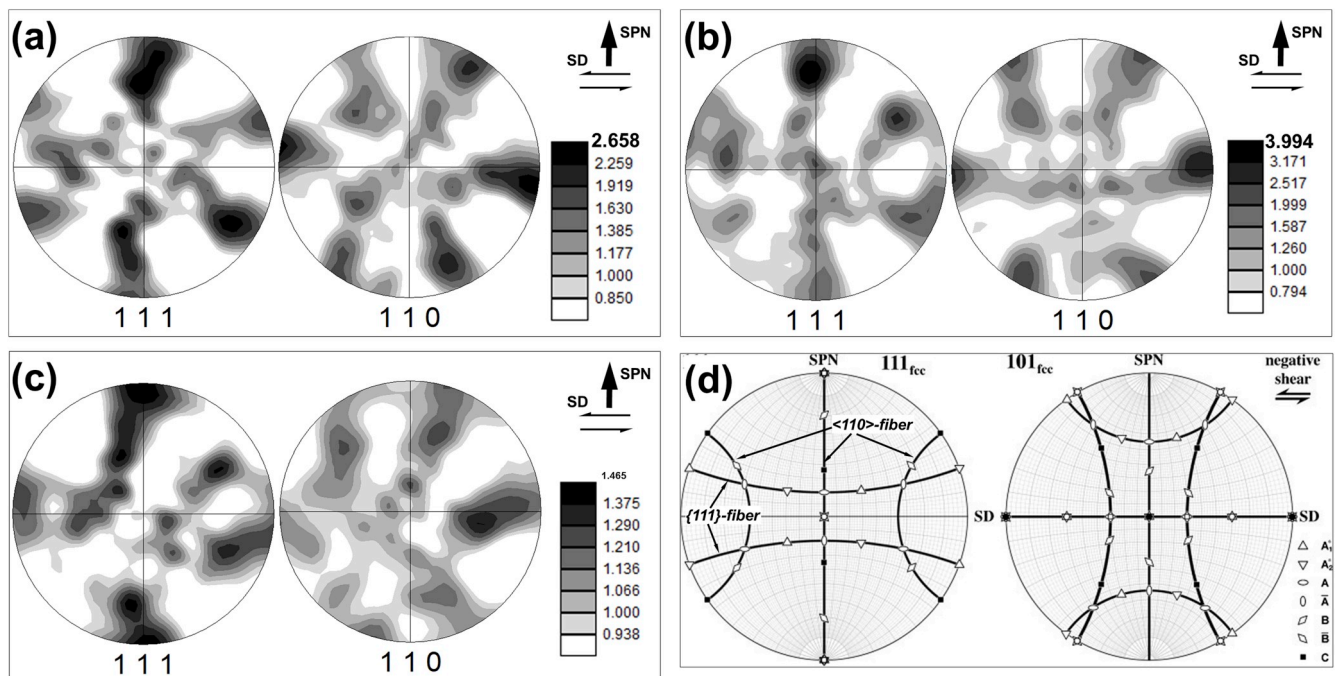 (a)
SPN
SD
2.658
2.259
1.919
1.630
1.385
1.177
1.000
0.850
1 1 1
1 1 0
(b)
SPN
SD
3.994
3.171
2.517
1.999
1.587
1.260
1.000
0.794
1 1 1
1 1 0
(c)
SPN
SD
1.465
1.375
1.290
1.210
1.136
1.066
1.000
0.938
1 1 1
1 1 0
(d)
SPN 111fcc
101fcc SPN negative
shear
<110>-fiber
{111}-fiber
SD
SD
A*1
A*2
A
Ā
B
B̄
C